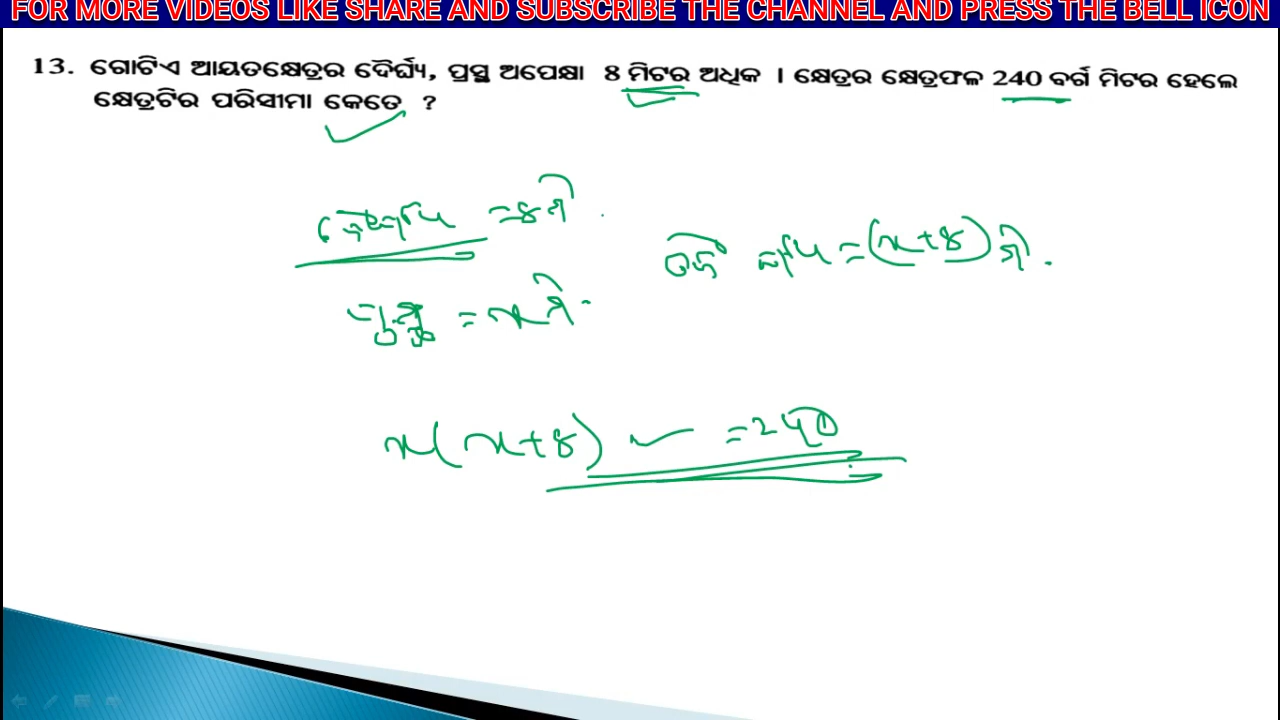 FOR MORE VIDEOS LIKE SHARE AND SUBSCRIBE THE CHANNEL AND PRESS THE BELL ICON
13. ଗୋଟିଏ ଆୟତକ୍ଷେତ୍ରର ଦୈର୍ଘ୍ୟ, ପ୍ରସ୍ଥ ଅପେକ୍ଷା 8 ମିଟର ଅଧିକ । କ୍ଷେତ୍ରର କ୍ଷେତ୍ରଫଳ 240 ବର୍ଗ ମିଟର ହେଲେ
କ୍ଷେତ୍ରଟିର ପରିସୀମା କେତେ ?
ଦୈର୍ଘ୍ୟ = 8 ମି
= (x+8) ମି.
ପ୍ରସ୍ଥ = x ମି
x(x+8) = 240